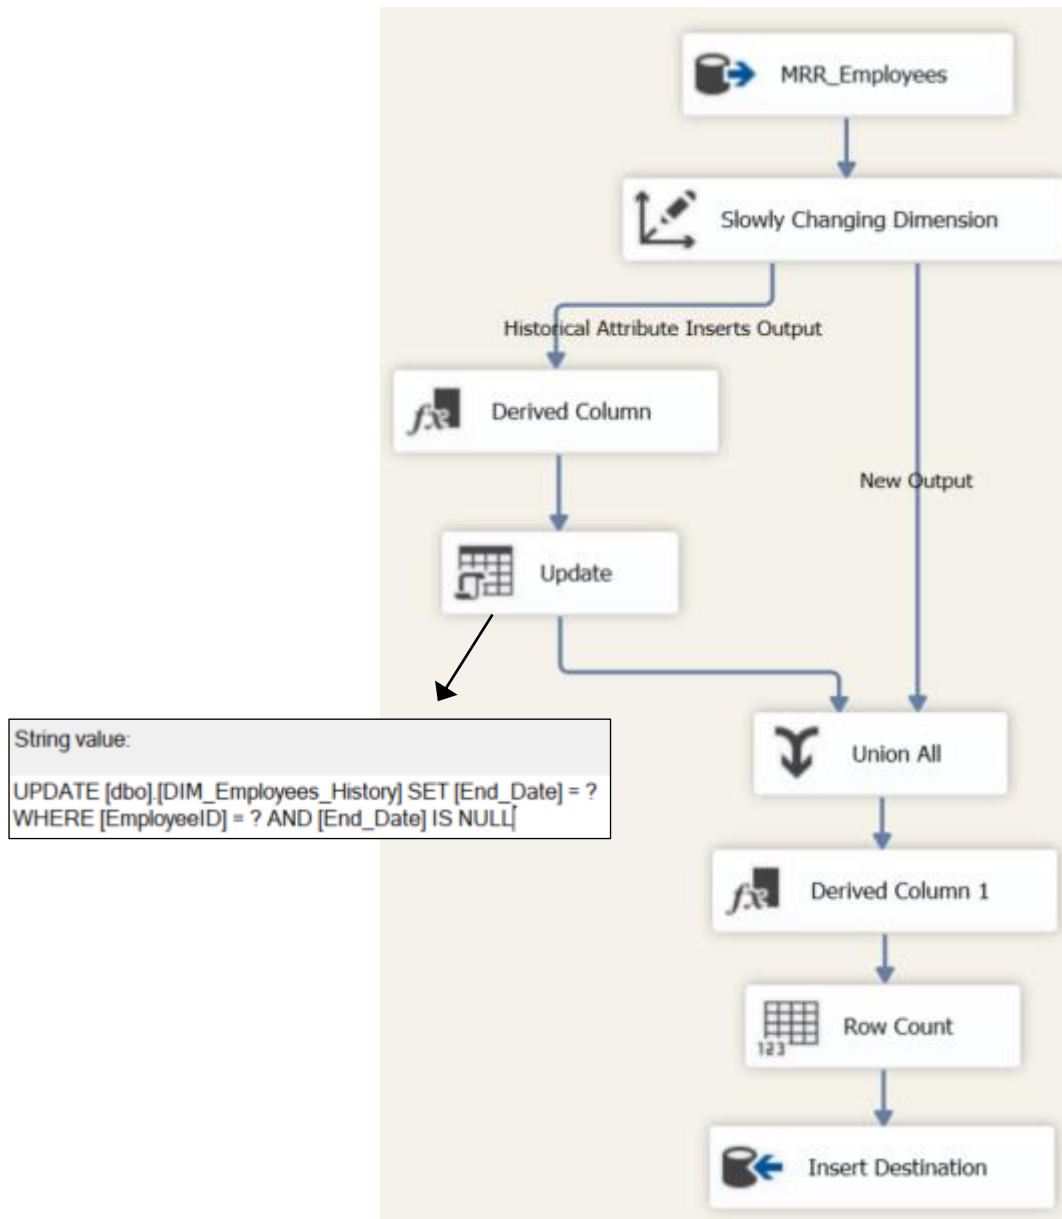 MRR_Employees
Slowly Changing Dimension
Historical Attribute Inserts Output
Derived Column
New Output
Update
String value:
UPDATE [dbo].[DIM_Employees_History] SET [End_Date] = ?
WHERE [EmployeeID] = ? AND [End_Date] IS NULL
Union All
Derived Column 1
123
Row Count
Insert Destination